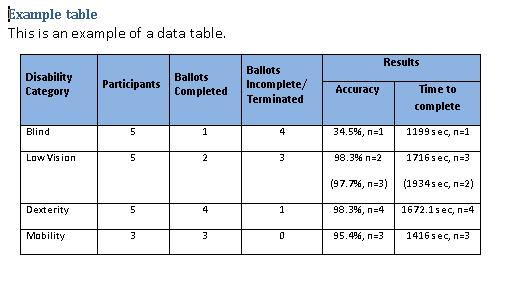 Example table
This is an example of a data table.
Disability Category Participants Ballots Completed Ballots Incomplete/ Terminated Results
Accuracy Time to complete
Blind 5 1 4 34.5%, n=1 1199 sec, n=1
Low Vision 5 2 3 98.3% n=2 1716 sec, n=3
(97.7%, n=3) (1934 sec, n=2)
Dexterity 5 4 1 98.3%, n=4 1672.1 sec, n=4
Mobility 3 3 0 95.4%, n=3 1416 sec, n=3